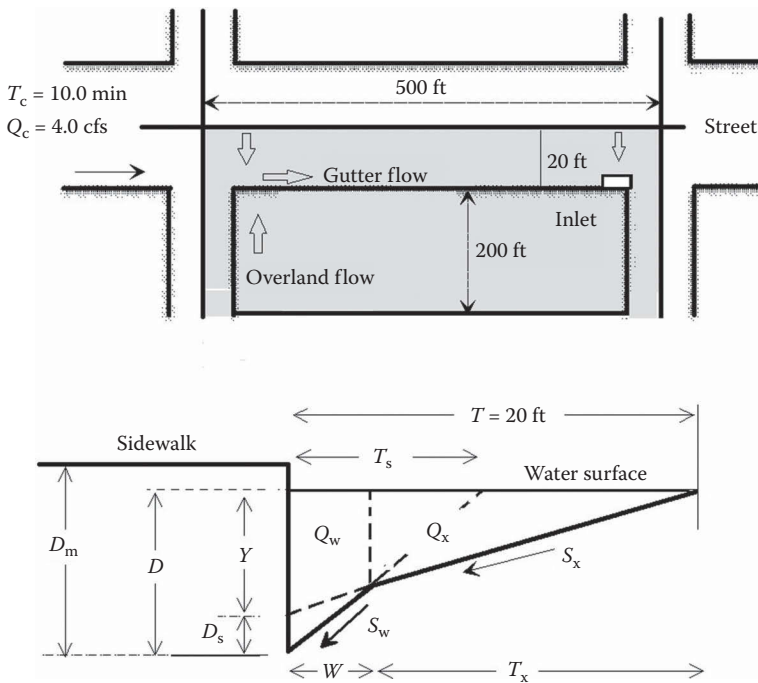 T_c = 10.0 min
500 ft
Q_c = 4.0 cfs
Street
Gutter flow
20 ft
Inlet
200 ft
Overland flow
T = 20 ft
Sidewalk
T_s
Water surface
D_m
D
Y
Q_w
Q_x
S_x
D_s
S_w
W
T_x